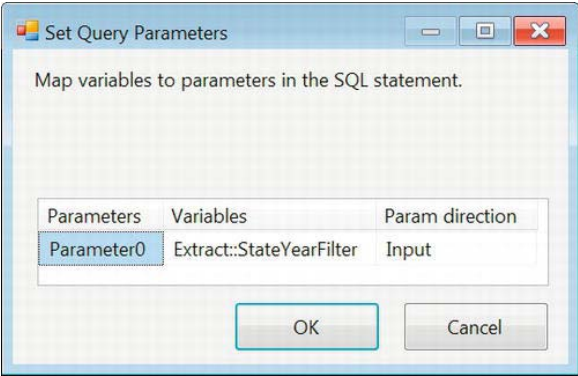 Set Query Parameters
Map variables to parameters in the SQL statement.
Parameters Variables Param direction
Parameter0 Extract::StateYearFilter Input
OK Cancel